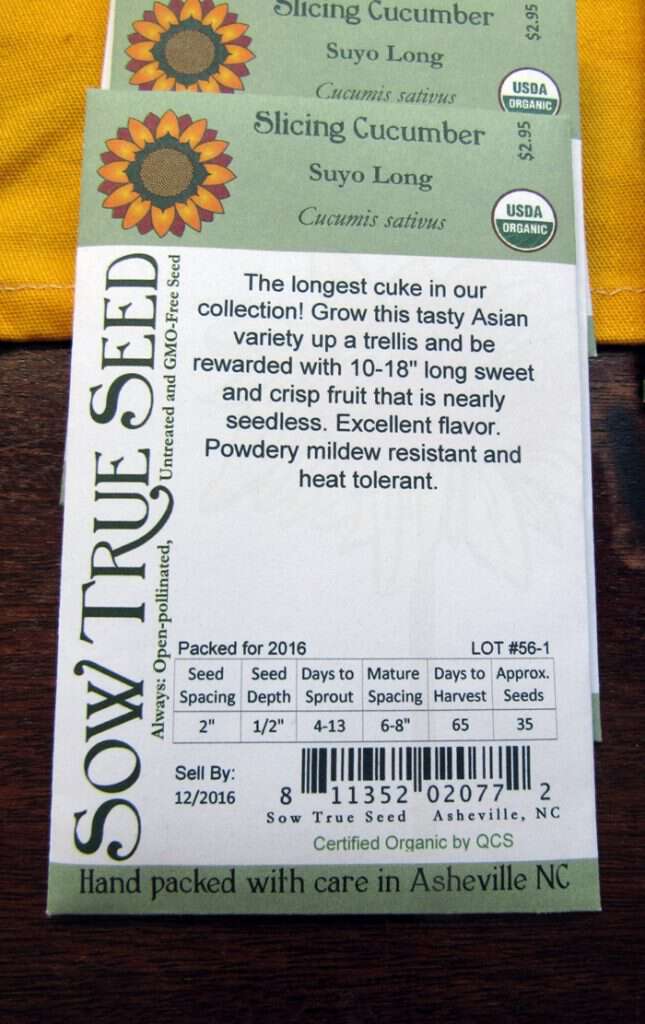 Slicing Cucumber
Suyo Long
Cucumis sativus
$2.95
USDA
ORGANIC
Slicing Cucumber
Suyo Long
Cucumis sativus
$2.95
USDA
ORGANIC
SOW TRUE SEED
Always: Open-pollinated, Untreated and GMO-Free Seed
The longest cuke in our
collection! Grow this tasty Asian
variety up a trellis and be
rewarded with 10-18" long sweet
and crisp fruit that is nearly
seedless. Excellent flavor.
Powdery mildew resistant and
heat tolerant.
Packed for 2016 LOT #56-1
Seed Seed Days to Mature Days to Approx.
Spacing Depth Sprout Spacing Harvest Seeds
2" 1/2" 4-13 6-8" 65 35
Sell By:
12/2016
8 11352 02077 2
Sow True Seed Asheville, NC
Certified Organic by QCS
Hand packed with care in Asheville NC